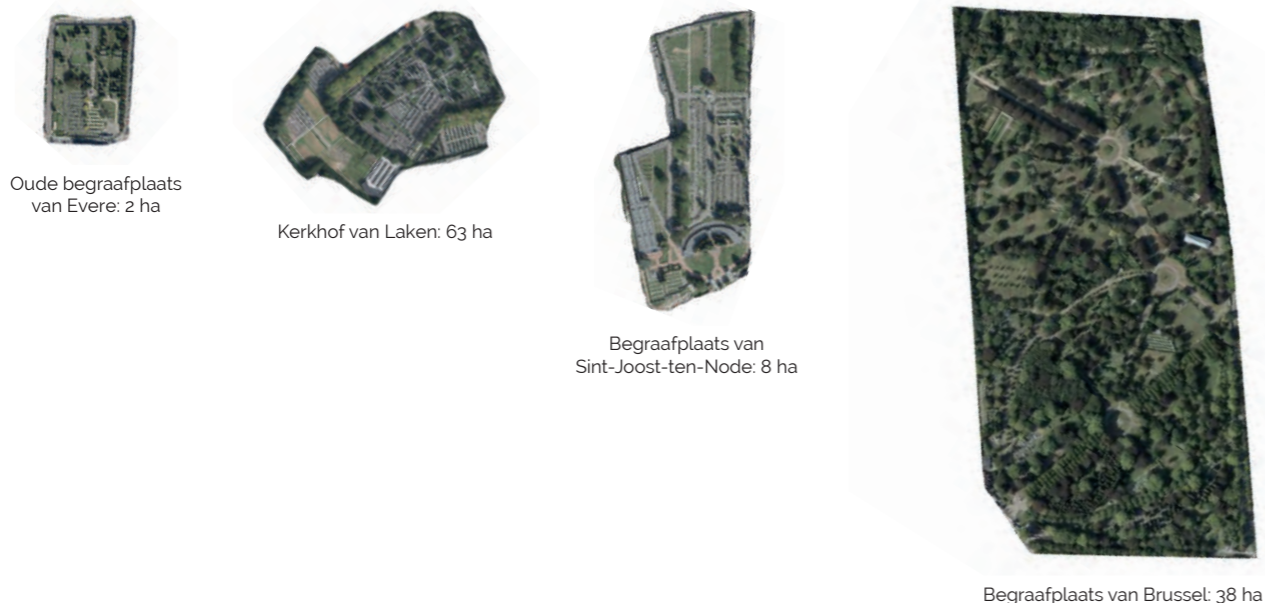 Oude begraafplaats
van Evere: 2 ha
Kerkhof van Laken: 63 ha
Begraafplaats van
Sint-Joost-ten-Node: 8 ha
Begraafplaats van Brussel: 38 ha